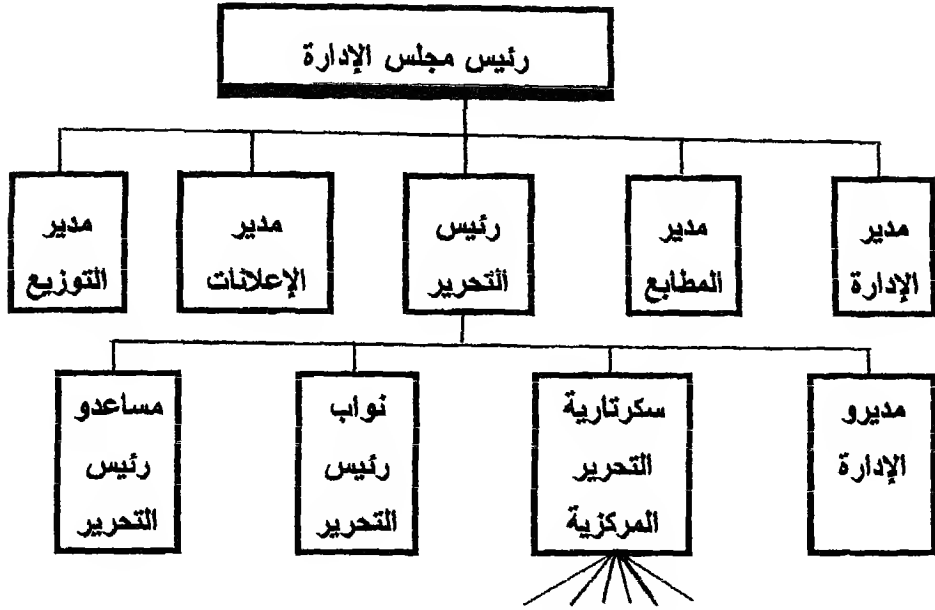 رئيس مجلس الإدارة
مدير
الإدارة
مدير
المطابع
رئيس
التحرير
مدير
الإعلانات
مدير
التوزيع
مديرو
الإدارة
سكرتارية
التحرير
المركزية
نواب
رئيس
التحرير
مساعدو
رئيس
التحرير